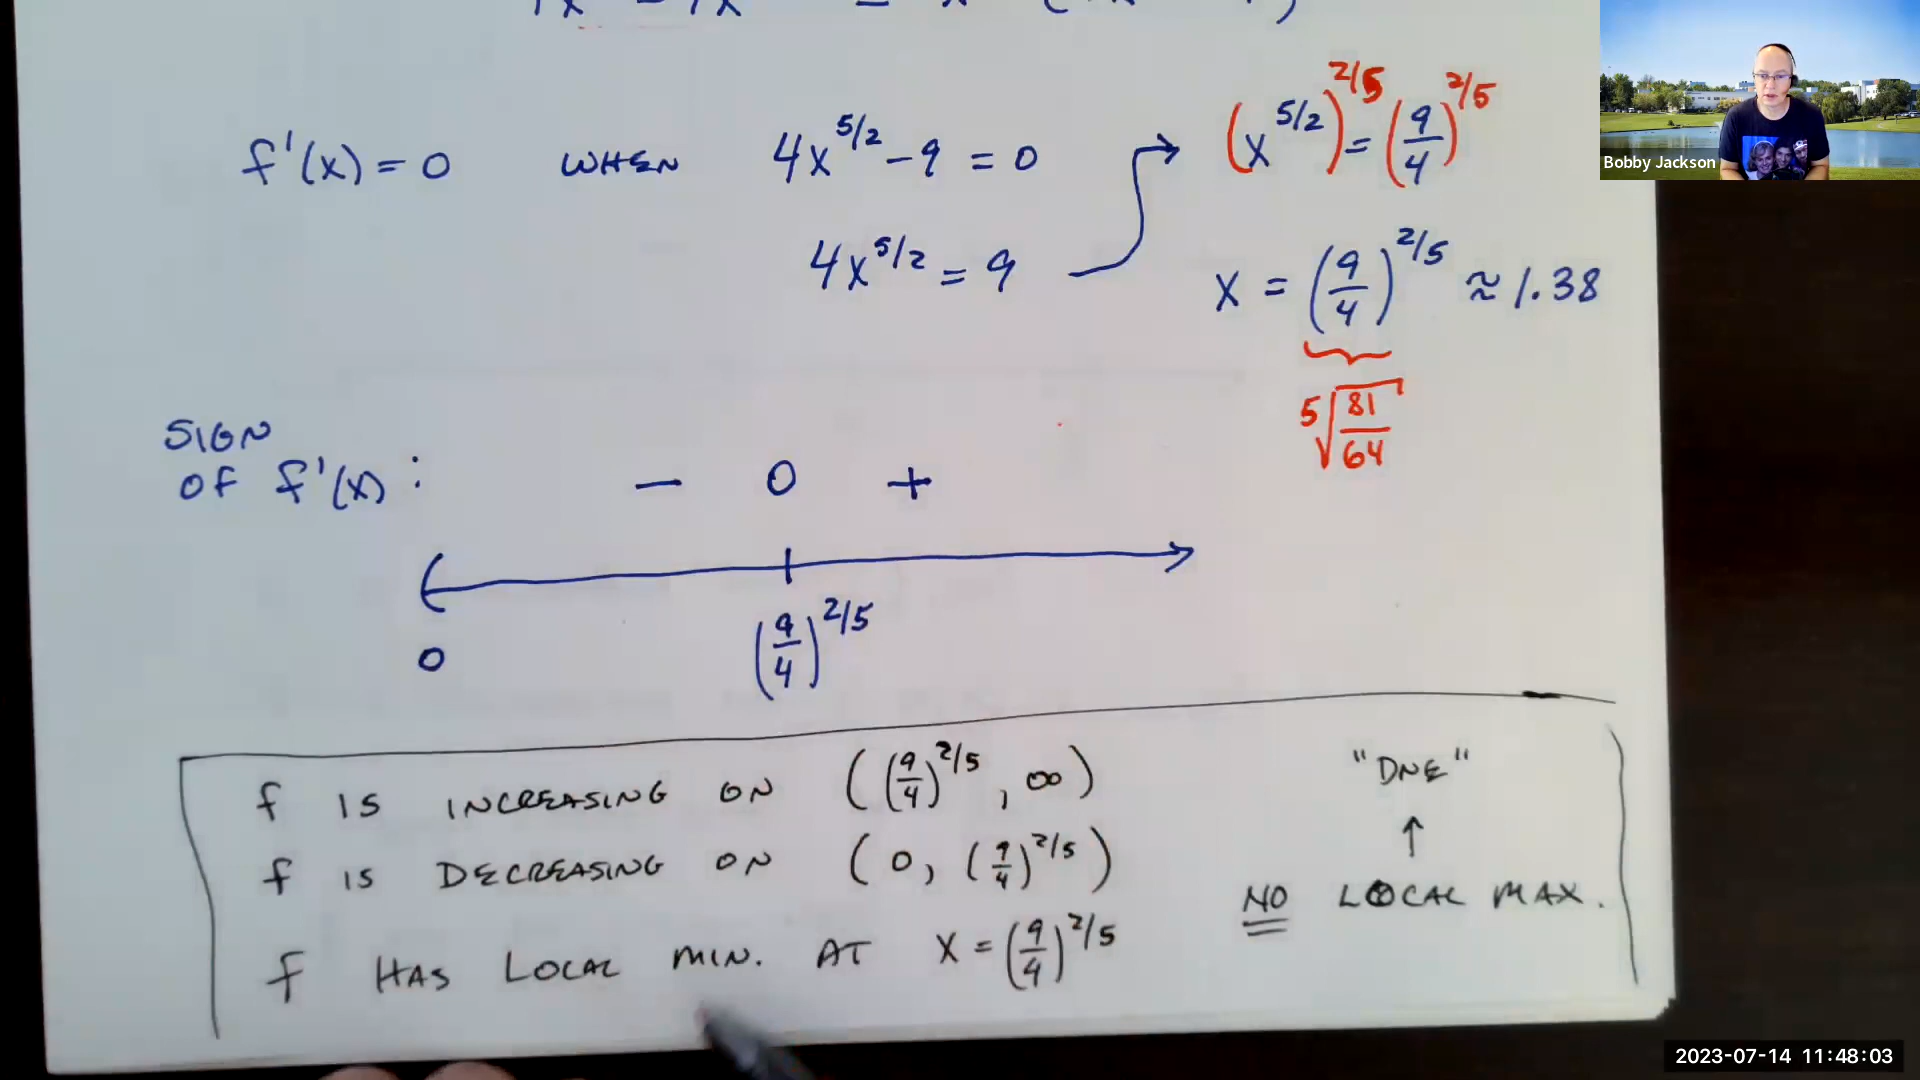 f'(x) = 0 WHEN 4x^{5/2} - 9 = 0
4x^{5/2} = 9
(x^{5/2})^{2/5} = (9/4)^{2/5}
x = (9/4)^{2/5} ≈ 1.38
⁵√(81/64)
SIGN
OF f'(x) :
- 0 +
0 (9/4)^{2/5}
f IS INCREASING ON ((9/4)^{2/5}, ∞)
f IS DECREASING ON (0, (9/4)^{2/5})
f HAS LOCAL MIN. AT x = (9/4)^{2/5}
"DNE"
↑
NO LOCAL MAX.
Bobby Jackson
2023-07-14 11:48:03